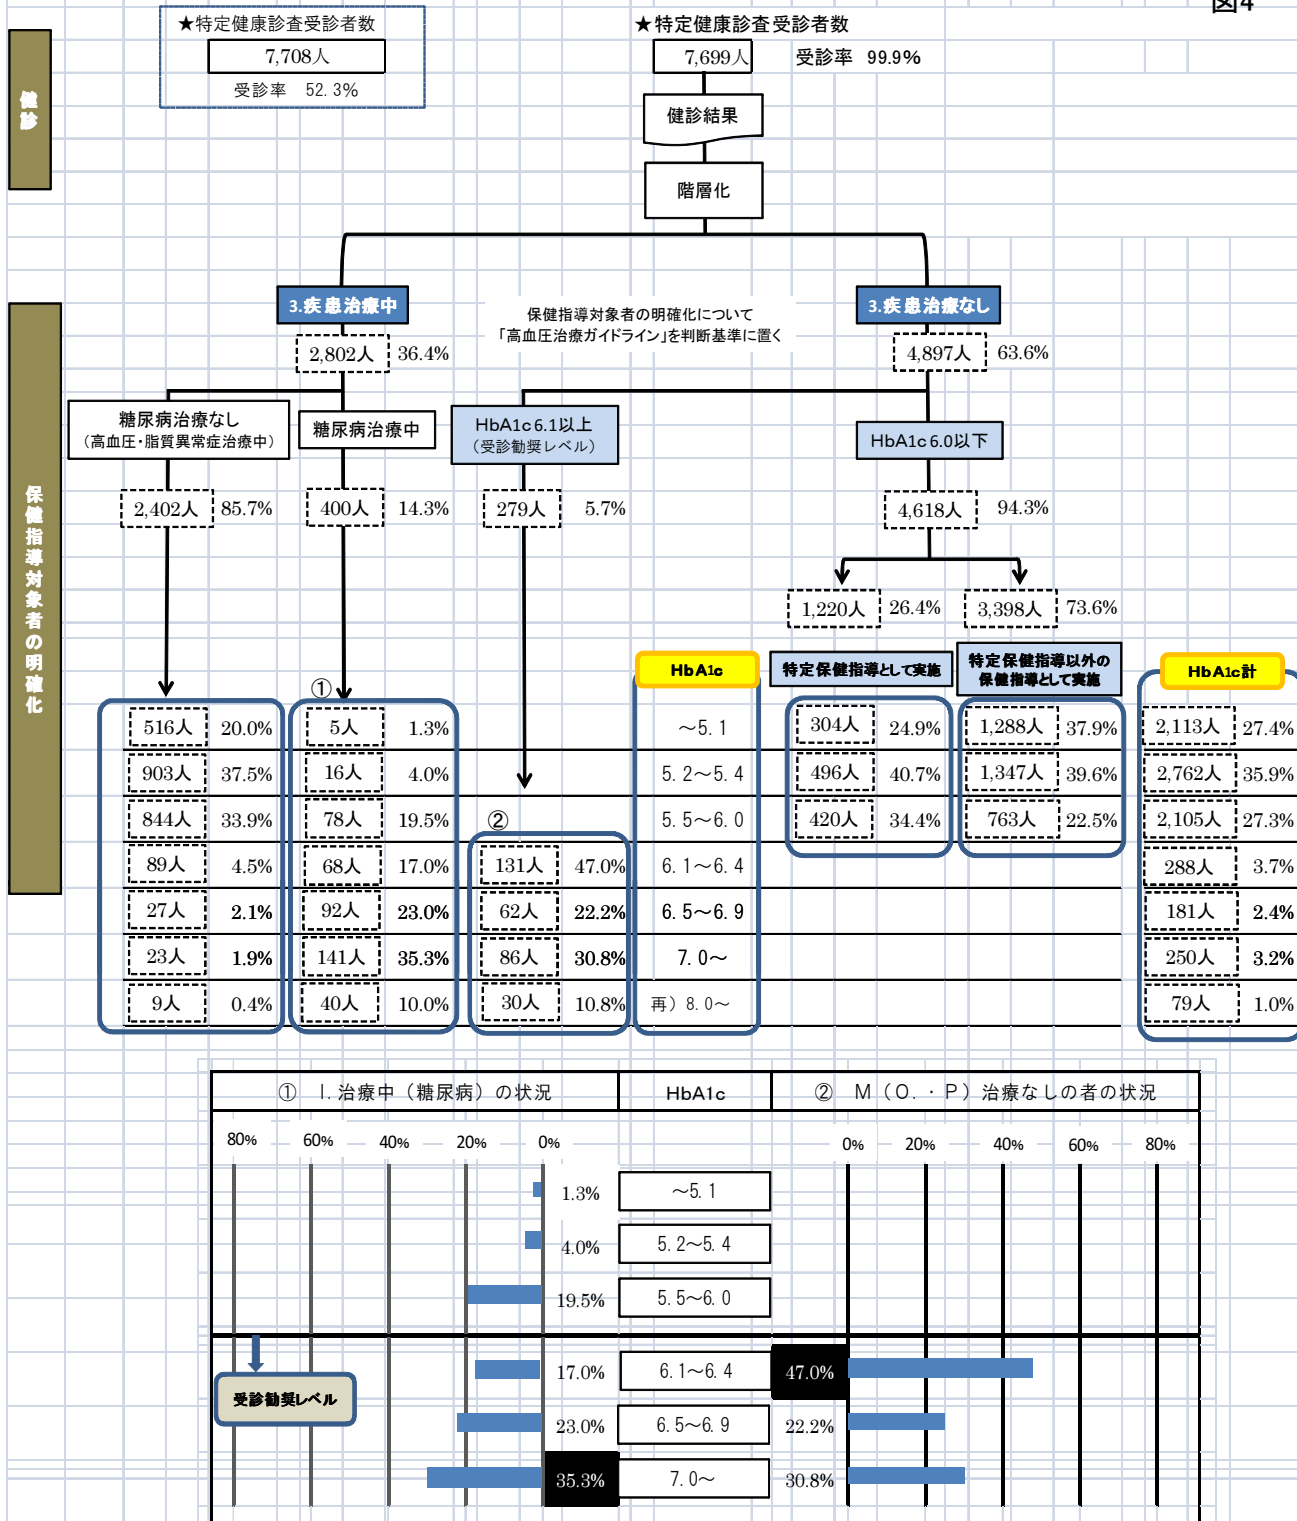 図4
★特定健康診査受診者数
7,708人
受診率 52.3%
★特定健康診査受診者数
7,699人 受診率 99.9%
健診
健診結果
階層化
3.疾患治療中
保健指導対象者の明確化について
「高血圧治療ガイドライン」を判断基準に置く
3.疾患治療なし
2,802人 36.4%
4,897人 63.6%
保健指導対象者の明確化
糖尿病治療なし
(高血圧・脂質異常症治療中)
糖尿病治療中
HbA1c6.1以上
(受診勧奨レベル)
HbA1c6.0以下
2,402人 85.7% 400人 14.3% 279人 5.7% 4,618人 94.3%
1,220人 26.4% 3,398人 73.6%
HbA1c
特定保健指導として実施
特定保健指導以外の
保健指導として実施
HbA1c計
①
516人 20.0% 5人 1.3% ～5.1 304人 24.9% 1,288人 37.9% 2,113人 27.4%
903人 37.5% 16人 4.0% 5.2～5.4 496人 40.7% 1,347人 39.6% 2,762人 35.9%
②
844人 33.9% 78人 19.5% 5.5～6.0 420人 34.4% 763人 22.5% 2,105人 27.3%
89人 4.5% 68人 17.0% 131人 47.0% 6.1～6.4 288人 3.7%
27人 2.1% 92人 23.0% 62人 22.2% 6.5～6.9 181人 2.4%
23人 1.9% 141人 35.3% 86人 30.8% 7.0～ 250人 3.2%
9人 0.4% 40人 10.0% 30人 10.8% 再）8.0～ 79人 1.0%
① I.治療中（糖尿病）の状況 HbA1c ② M（O.・P）治療なしの者の状況
80% 60% 40% 20% 0% 0% 20% 40% 60% 80%
1.3% ～5.1
4.0% 5.2～5.4
19.5% 5.5～6.0
17.0% 6.1～6.4 47.0%
受診勧奨レベル
23.0% 6.5～6.9 22.2%
35.3% 7.0～ 30.8%